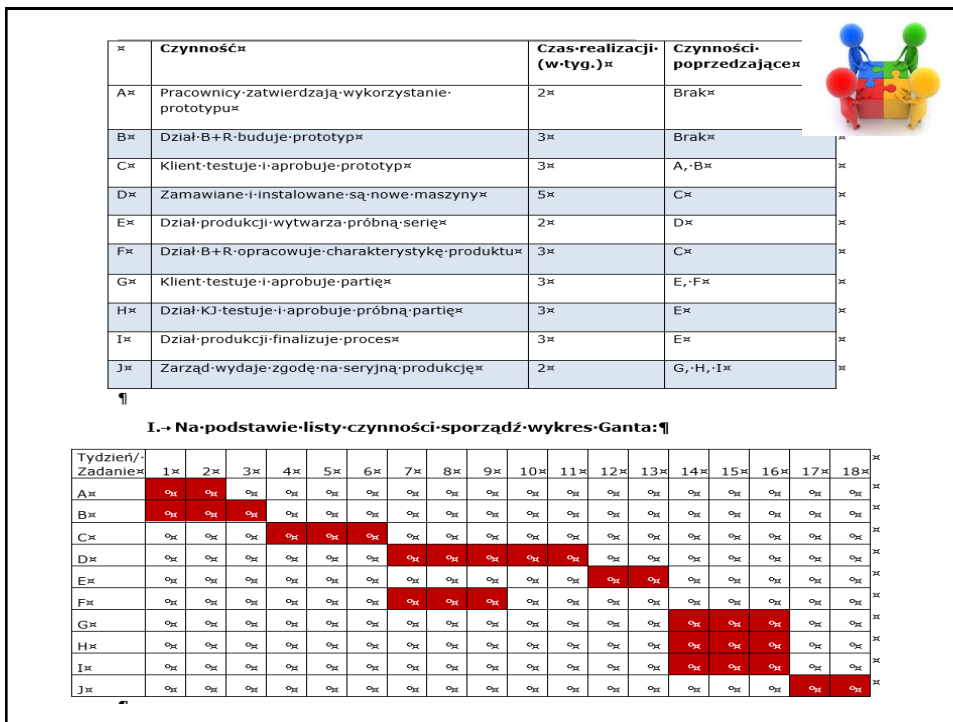 ¤ Czynność¤ Czas·realizacji· Czynności·
(w·tyg.)¤ poprzedzające¤
A¤ Pracownicy·zatwierdzają·wykorzystanie· 2¤ Brak¤
prototypu¤
B¤ Dział·B+R·buduje·prototyp¤ 3¤ Brak¤ ¤
C¤ Klient·testuje·i·aprobuje·prototyp¤ 3¤ A,·B¤ ¤
D¤ Zamawiane·i·instalowane·są·nowe·maszyny¤ 5¤ C¤ ¤
E¤ Dział·produkcji·wytwarza·próbną·serię¤ 2¤ D¤ ¤
F¤ Dział·B+R·opracowuje·charakterystykę·produktu¤ 3¤ C¤ ¤
G¤ Klient·testuje·i·aprobuje·partię¤ 3¤ E,·F¤ ¤
H¤ Dział·KJ·testuje·i·aprobuje·próbną·partię¤ 3¤ E¤ ¤
I¤ Dział·produkcji·finalizuje·proces¤ 3¤ E¤ ¤
J¤ Zarząd·wydaje·zgodę·na·seryjną·produkcję¤ 2¤ G,·H,·I¤ ¤
¶
I.→ Na·podstawie·listy·czynności·sporządź·wykres·Ganta:¶
Tydzień/· ¤
Zadanie¤ 1¤ 2¤ 3¤ 4¤ 5¤ 6¤ 7¤ 8¤ 9¤ 10¤ 11¤ 12¤ 13¤ 14¤ 15¤ 16¤ 17¤ 18¤
A¤ °¤ °¤ °¤ °¤ °¤ °¤ °¤ °¤ °¤ °¤ °¤ °¤ °¤ °¤ °¤ °¤ °¤ °¤ ¤
B¤ °¤ °¤ °¤ °¤ °¤ °¤ °¤ °¤ °¤ °¤ °¤ °¤ °¤ °¤ °¤ °¤ °¤ °¤ ¤
C¤ °¤ °¤ °¤ °¤ °¤ °¤ °¤ °¤ °¤ °¤ °¤ °¤ °¤ °¤ °¤ °¤ °¤ °¤ ¤
D¤ °¤ °¤ °¤ °¤ °¤ °¤ °¤ °¤ °¤ °¤ °¤ °¤ °¤ °¤ °¤ °¤ °¤ °¤ ¤
E¤ °¤ °¤ °¤ °¤ °¤ °¤ °¤ °¤ °¤ °¤ °¤ °¤ °¤ °¤ °¤ °¤ °¤ °¤ ¤
F¤ °¤ °¤ °¤ °¤ °¤ °¤ °¤ °¤ °¤ °¤ °¤ °¤ °¤ °¤ °¤ °¤ °¤ °¤ ¤
G¤ °¤ °¤ °¤ °¤ °¤ °¤ °¤ °¤ °¤ °¤ °¤ °¤ °¤ °¤ °¤ °¤ °¤ °¤ ¤
H¤ °¤ °¤ °¤ °¤ °¤ °¤ °¤ °¤ °¤ °¤ °¤ °¤ °¤ °¤ °¤ °¤ °¤ °¤ ¤
I¤ °¤ °¤ °¤ °¤ °¤ °¤ °¤ °¤ °¤ °¤ °¤ °¤ °¤ °¤ °¤ °¤ °¤ °¤ ¤
J¤ °¤ °¤ °¤ °¤ °¤ °¤ °¤ °¤ °¤ °¤ °¤ °¤ °¤ °¤ °¤ °¤ °¤ °¤ ¤